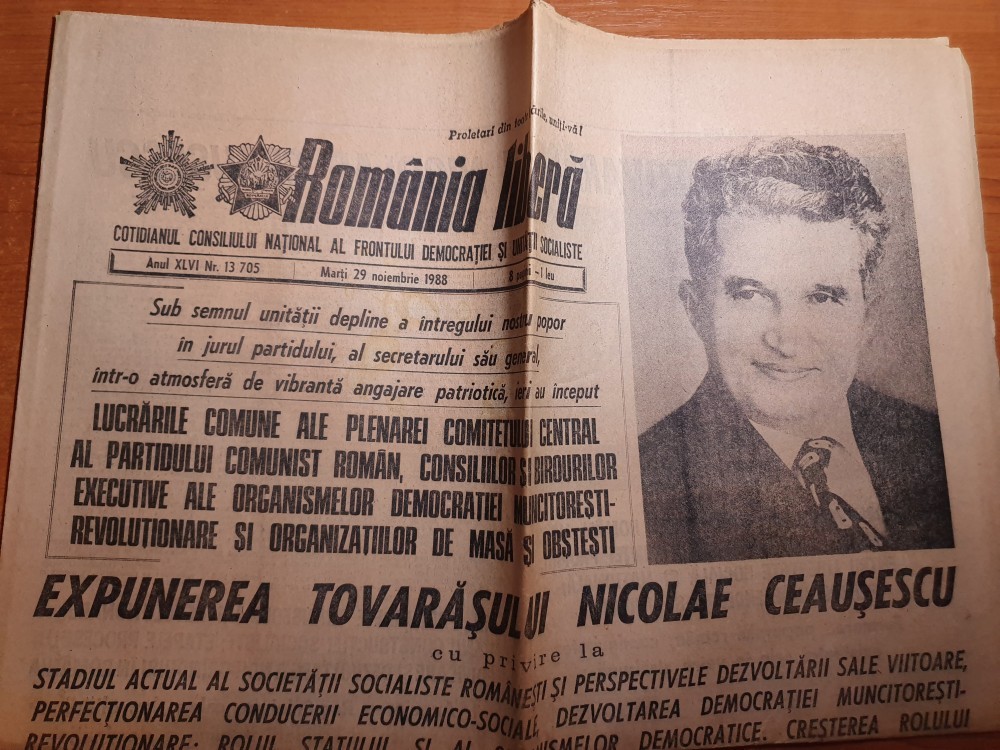 Proletari din toate țările, uniți-vă!
România liberă
COTIDIANUL CONSILIULUI NAȚIONAL AL FRONTULUI DEMOCRAȚIEI ȘI UNITĂȚII SOCIALISTE
Anul XLVI Nr. 13 705
Marți 29 noiembrie 1988
8 pagini – 1 leu
Sub semnul unității depline a întregului nostru popor
în jurul partidului, al secretarului său general,
într-o atmosferă de vibrantă angajare patriotică, ieri au început
LUCRĂRILE COMUNE ALE PLENAREI COMITETULUI CENTRAL
AL PARTIDULUI COMUNIST ROMÂN, CONSILIILOR ȘI BIROURILOR
EXECUTIVE ALE ORGANISMELOR DEMOCRAȚIEI MUNCITOREȘTI-
REVOLUȚIONARE ȘI ORGANIZAȚIILOR DE MASĂ ȘI OBȘTEȘTI
EXPUNEREA TOVARĂȘULUI NICOLAE CEAUȘESCU
cu privire la
STADIUL ACTUAL AL SOCIETĂȚII SOCIALISTE ROMÂNEȘTI ȘI PERSPECTIVELE DEZVOLTĂRII SALE VIITOARE,
PERFECȚIONAREA CONDUCERII ECONOMICO-SOCIALE, DEZVOLTAREA DEMOCRAȚIEI MUNCITOREȘTI-
REVOLUȚIONARE; ROLUL STATULUI ȘI AL ORGANISMELOR DEMOCRATICE. CREȘTEREA ROLULUI